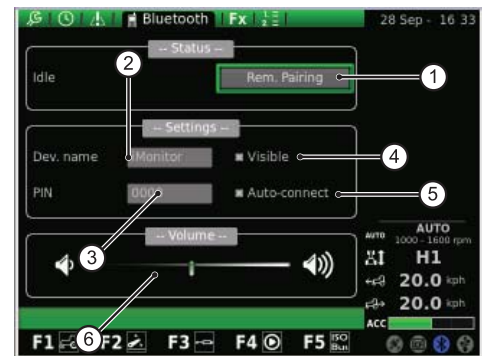 Bluetooth Fx 28 Sep - 16 33
-- Status --
Idle Rem. Pairing 1
2
-- Settings --
Dev. name Monitor Visible 4
PIN 0000 Auto-connect 5
3
-- Volume --
6
AUTO AUTO
1000 - 1600 rpm
H1
20.0 kph
20.0 kph
ACC
F1 F2 F3 F4 F5 ISO
Bus